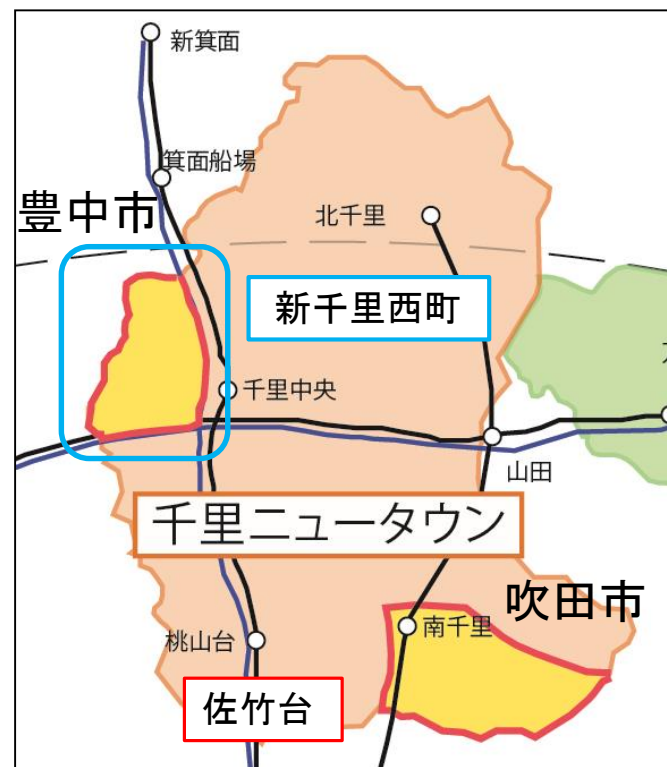 新箕面
箕面船場
豊中市
北千里
新千里西町
千里中央
山田
千里ニュータウン
吹田市
南千里
桃山台
佐竹台